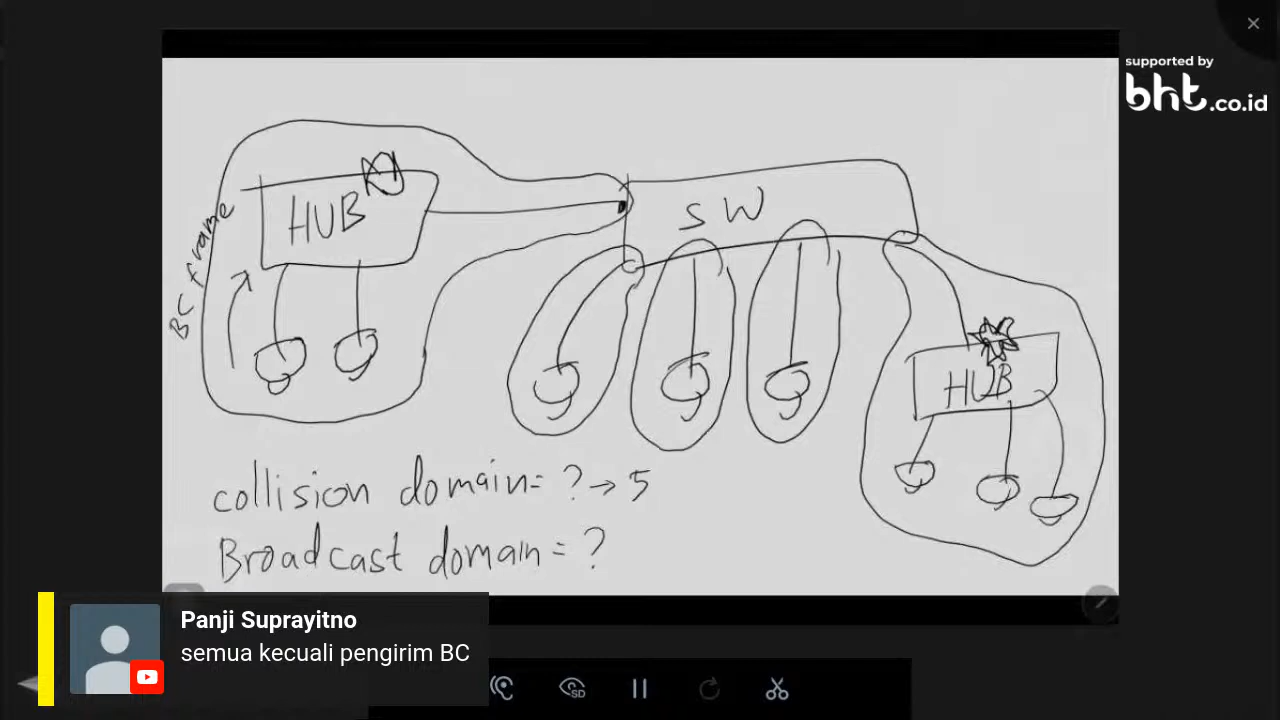 supported by
bht.co.id
HUB
SW
BC frame
HUB
collision domain= ? → 5
Broadcast domain = ?
Panji Suprayitno
semua kecuali pengirim BC
SD